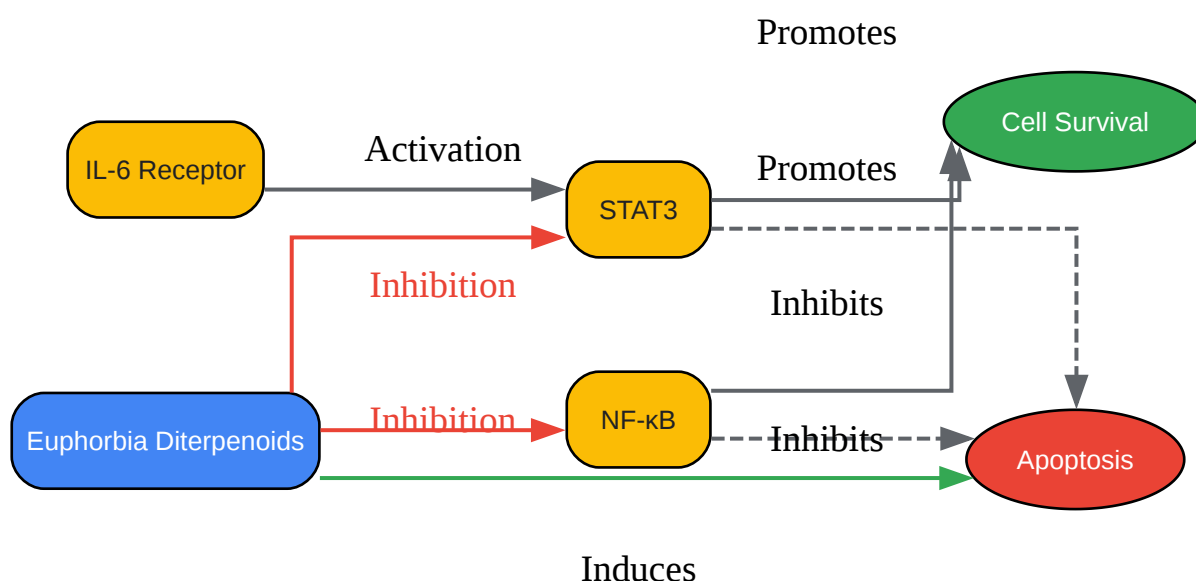 Promotes
Cell Survival
IL-6 Receptor
Activation
Promotes
STAT3
Inhibition
Inhibits
Euphorbia Diterpenoids
Inhibition
NF-κB
Inhibits
Apoptosis
Induces